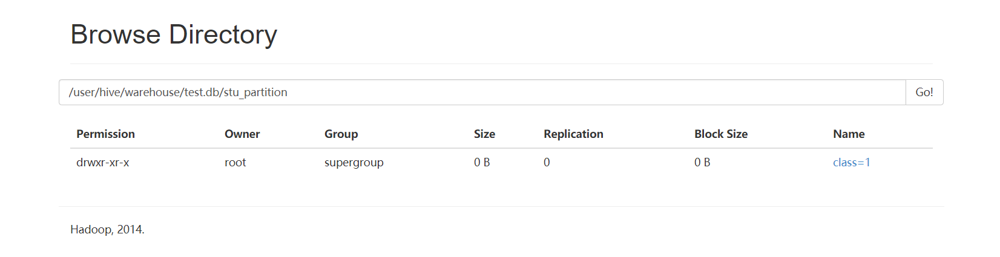 Browse Directory
/user/hive/warehouse/test.db/stu_partition Go!
Permission Owner Group Size Replication Block Size Name
drwxr-xr-x root supergroup 0 B 0 0 B class=1
Hadoop, 2014.